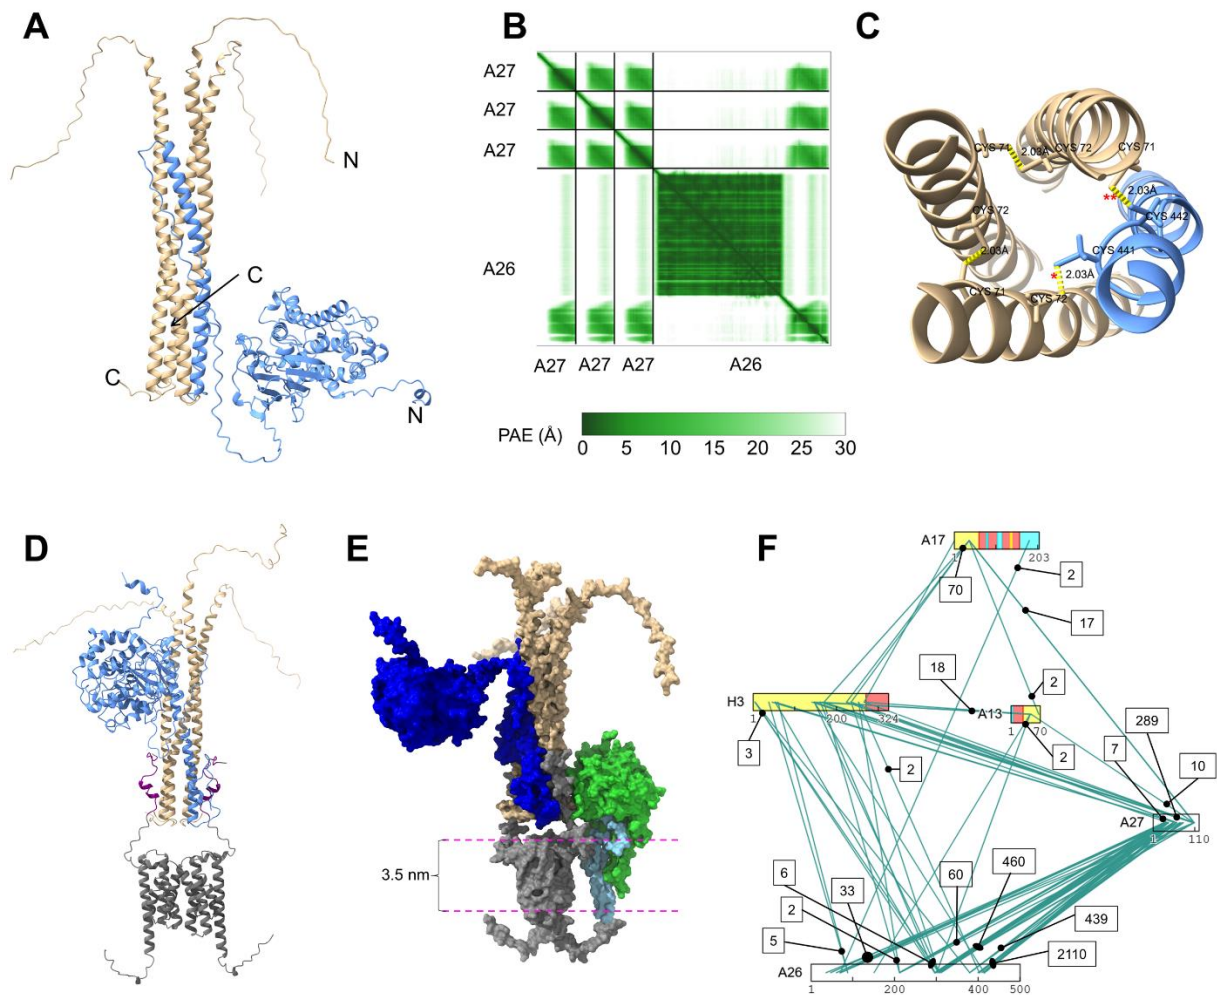 A
N
C
C
N
B
A27
A27
A27
A26
A27 A27 A27 A26
PAE (Å)
0 5 10 15 20 25 30
C
CYS 71
2.03Å
CYS 72
CYS 71
2.03Å
**
CYS 442
CYS 72
CYS 441
2.03Å
* 2.03Å
CYS 71
CYS 72
D
E
3.5 nm
F
A17
1 203
70
2
17
18
2
H3
A13
1 200 324
1 70
289
3
2
7
10
2
A27
1 110
6
33
60
460
2
439
5
2110
A26
1 200 400 500